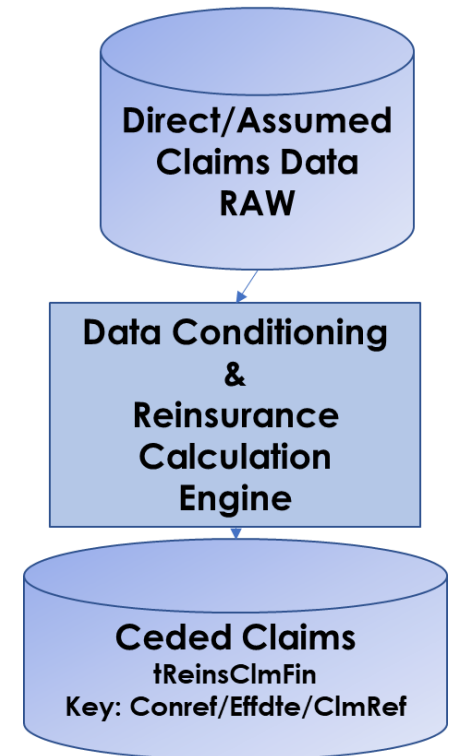 Direct/Assumed
Claims Data
RAW
Data Conditioning
&
Reinsurance
Calculation
Engine
Ceded Claims
tReinsClmFin
Key: Conref/Effdte/ClmRef